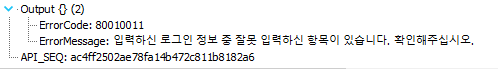 Output {} (2)
ErrorCode: 80010011
ErrorMessage: 입력하신 로그인 정보 중 잘못 입력하신 항목이 있습니다. 확인해주십시오.
API_SEQ: ac4ff2502ae78fa14b472c811b8182a6